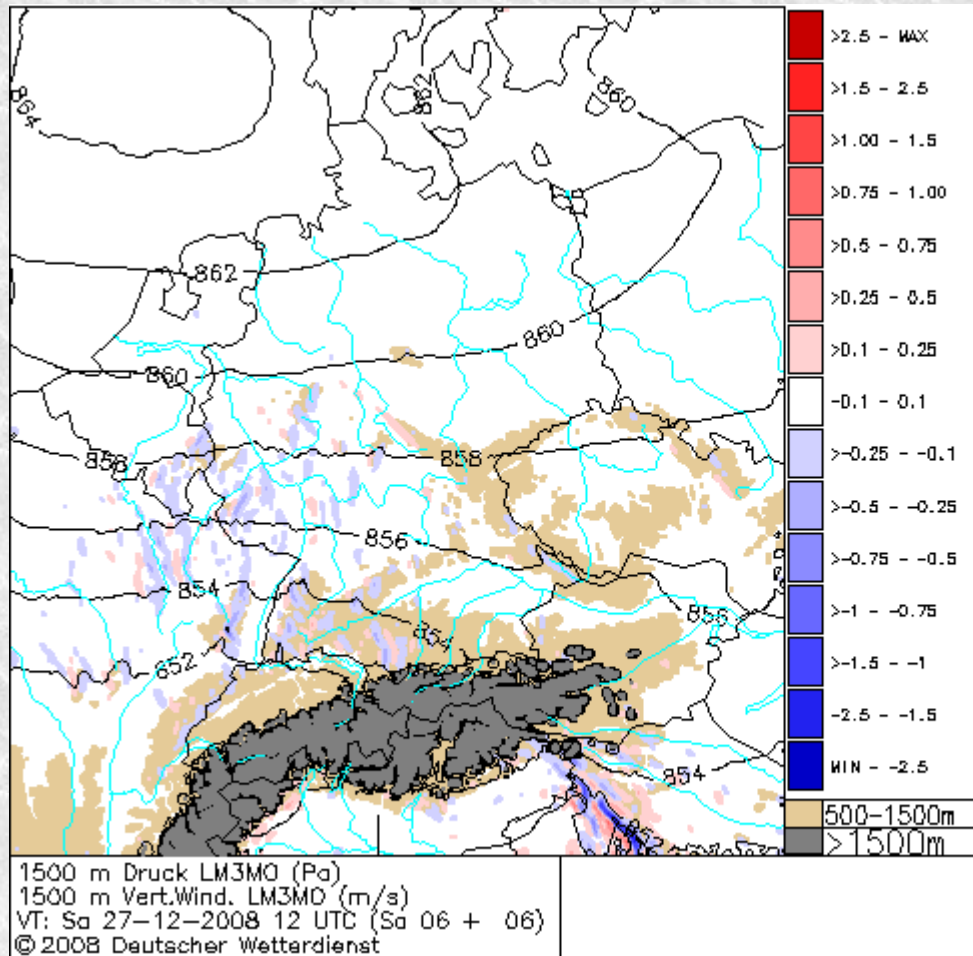 864
862
860
862
860
860
858
858
856
854
856
854
852
854
>2.5 - MAX
>1.5 - 2.5
>1.00 - 1.5
>0.75 - 1.00
>0.5 - 0.75
>0.25 - 0.5
>0.1 - 0.25
-0.1 - 0.1
>-0.25 - -0.1
>-0.5 - -0.25
>-0.75 - -0.5
>-1 - -0.75
>-1.5 - -1
-2.5 - -1.5
MIN - -2.5
500-1500m
>1500m
1500 m Druck LM3MO (Pa)
1500 m Vert.Wind. LM3MO (m/s)
VT: Sa 27-12-2008 12 UTC (Sa 06 + 06)
© 2008 Deutscher Wetterdienst